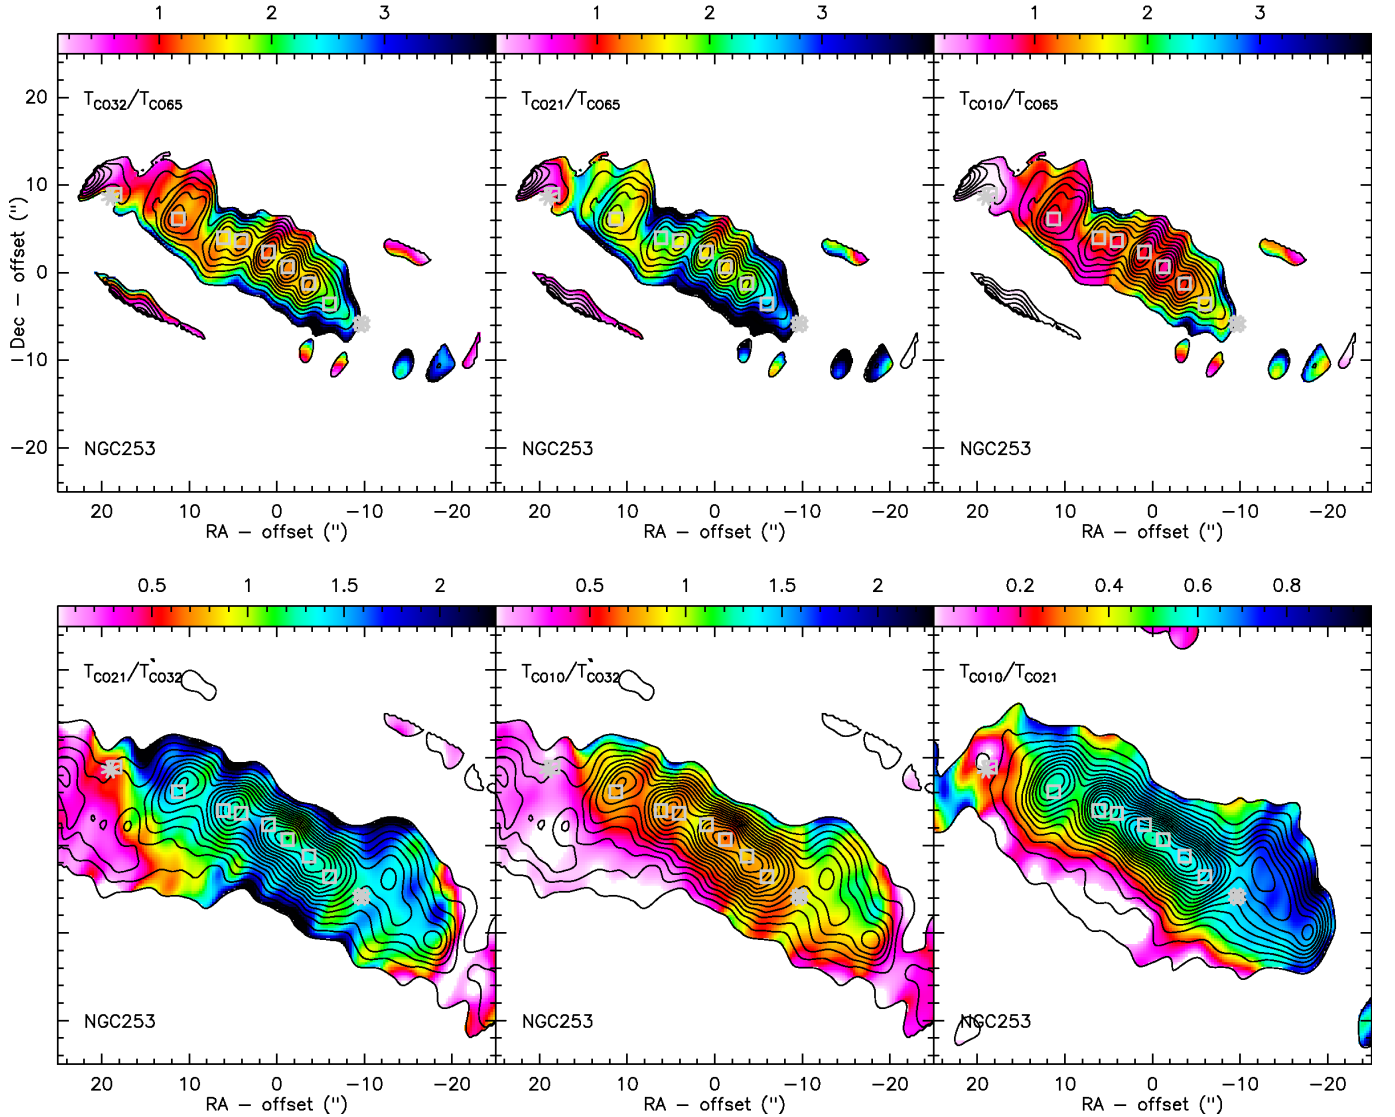 1 2 3 1 2 3 1 2 3
T_CO32/T_CO65 T_CO21/T_CO65 T_CO10/T_CO65
20
10
0
−10
−20
Dec − offset (")
NGC253 NGC253 NGC253
20 10 0 −10 −20 20 10 0 −10 −20 20 10 0 −10 −20
RA − offset (") RA − offset (") RA − offset (")
0.5 1 1.5 2 0.5 1 1.5 2 0.2 0.4 0.6 0.8
T_CO21/T_CO32 T_CO10/T_CO32 T_CO10/T_CO21
NGC253 NGC253 NGC253
20 10 0 −10 −20 20 10 0 −10 −20 20 10 0 −10 −20
RA − offset (") RA − offset (") RA − offset (")